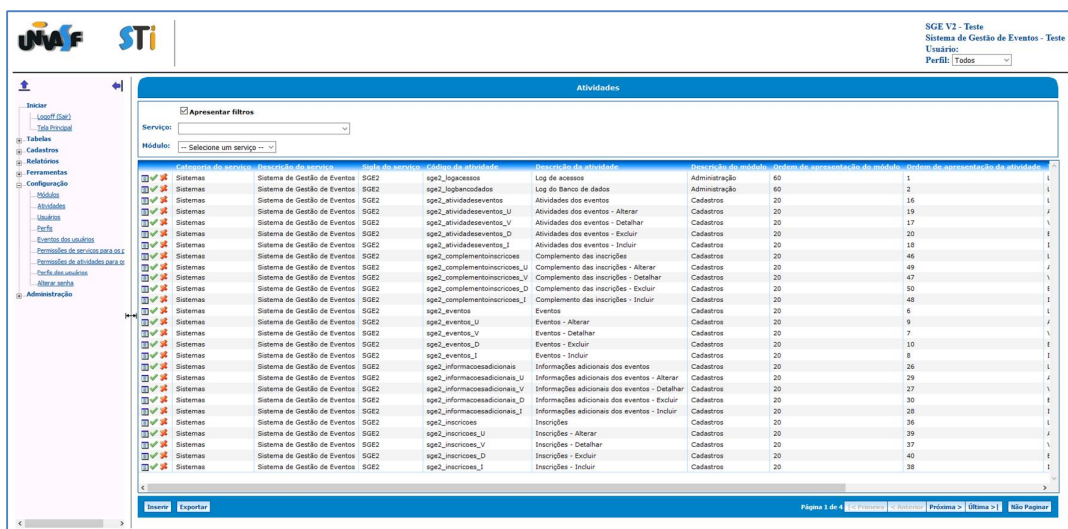 UNIVASF STi
SGE V2 - Teste
Sistema de Gestão de Eventos - Teste
Usuário:
Perfil: Todos
Iniciar
Logoff (Sair)
Tela Principal
Tabelas
Cadastros
Relatórios
Ferramentas
Configuração
Módulos
Atividades
Usuários
Perfis
Eventos dos usuários
Permissões de serviços para os p
Permissões de atividades para os
Perfis dos usuários
Alterar senha
Administração
Atividades
Apresentar filtros
Serviço:
Módulo: -- Selecione um serviço --
Categoria do serviço Descrição do serviço Sigla do serviço Código da atividade Descrição da atividade Descrição do módulo Ordem de apresentação do módulo Ordem de apresentação da atividade
Sistemas Sistema de Gestão de Eventos SGE2 sge2_logacessos Log de acessos Administração 60 1 L
Sistemas Sistema de Gestão de Eventos SGE2 sge2_logbancodados Log do Banco de dados Administração 60 2 L
Sistemas Sistema de Gestão de Eventos SGE2 sge2_atividadeseventos Atividades dos eventos Cadastros 20 16 L
Sistemas Sistema de Gestão de Eventos SGE2 sge2_atividadeseventos_U Atividades dos eventos - Alterar Cadastros 20 19 A
Sistemas Sistema de Gestão de Eventos SGE2 sge2_atividadeseventos_V Atividades dos eventos - Detalhar Cadastros 20 17 V
Sistemas Sistema de Gestão de Eventos SGE2 sge2_atividadeseventos_D Atividades dos eventos - Excluir Cadastros 20 20 E
Sistemas Sistema de Gestão de Eventos SGE2 sge2_atividadeseventos_I Atividades dos eventos - Incluir Cadastros 20 18 I
Sistemas Sistema de Gestão de Eventos SGE2 sge2_complementoinscricoes Complemento das inscrições Cadastros 20 46 L
Sistemas Sistema de Gestão de Eventos SGE2 sge2_complementoinscricoes_U Complemento das inscrições - Alterar Cadastros 20 49 A
Sistemas Sistema de Gestão de Eventos SGE2 sge2_complementoinscricoes_V Complemento das inscrições - Detalhar Cadastros 20 47 V
Sistemas Sistema de Gestão de Eventos SGE2 sge2_complementoinscricoes_D Complemento das inscrições - Excluir Cadastros 20 50 E
Sistemas Sistema de Gestão de Eventos SGE2 sge2_complementoinscricoes_I Complemento das inscrições - Incluir Cadastros 20 48 I
Sistemas Sistema de Gestão de Eventos SGE2 sge2_eventos Eventos Cadastros 20 6 L
Sistemas Sistema de Gestão de Eventos SGE2 sge2_eventos_U Eventos - Alterar Cadastros 20 9 A
Sistemas Sistema de Gestão de Eventos SGE2 sge2_eventos_V Eventos - Detalhar Cadastros 20 7 V
Sistemas Sistema de Gestão de Eventos SGE2 sge2_eventos_D Eventos - Excluir Cadastros 20 10 E
Sistemas Sistema de Gestão de Eventos SGE2 sge2_eventos_I Eventos - Incluir Cadastros 20 8 I
Sistemas Sistema de Gestão de Eventos SGE2 sge2_informacoesadicionais Informações adicionais dos eventos Cadastros 20 26 L
Sistemas Sistema de Gestão de Eventos SGE2 sge2_informacoesadicionais_U Informações adicionais dos eventos - Alterar Cadastros 20 29 A
Sistemas Sistema de Gestão de Eventos SGE2 sge2_informacoesadicionais_V Informações adicionais dos eventos - Detalhar Cadastros 20 27 V
Sistemas Sistema de Gestão de Eventos SGE2 sge2_informacoesadicionais_D Informações adicionais dos eventos - Excluir Cadastros 20 30 E
Sistemas Sistema de Gestão de Eventos SGE2 sge2_informacoesadicionais_I Informações adicionais dos eventos - Incluir Cadastros 20 28 I
Sistemas Sistema de Gestão de Eventos SGE2 sge2_inscricoes Inscrições Cadastros 20 36 L
Sistemas Sistema de Gestão de Eventos SGE2 sge2_inscricoes_U Inscrições - Alterar Cadastros 20 39 A
Sistemas Sistema de Gestão de Eventos SGE2 sge2_inscricoes_V Inscrições - Detalhar Cadastros 20 37 V
Sistemas Sistema de Gestão de Eventos SGE2 sge2_inscricoes_D Inscrições - Excluir Cadastros 20 40 E
Sistemas Sistema de Gestão de Eventos SGE2 sge2_inscricoes_I Inscrições - Incluir Cadastros 20 38 I
Inserir Exportar Página 1 de 4 |< Primeira < Anterior Próxima > Última >| Não Paginar